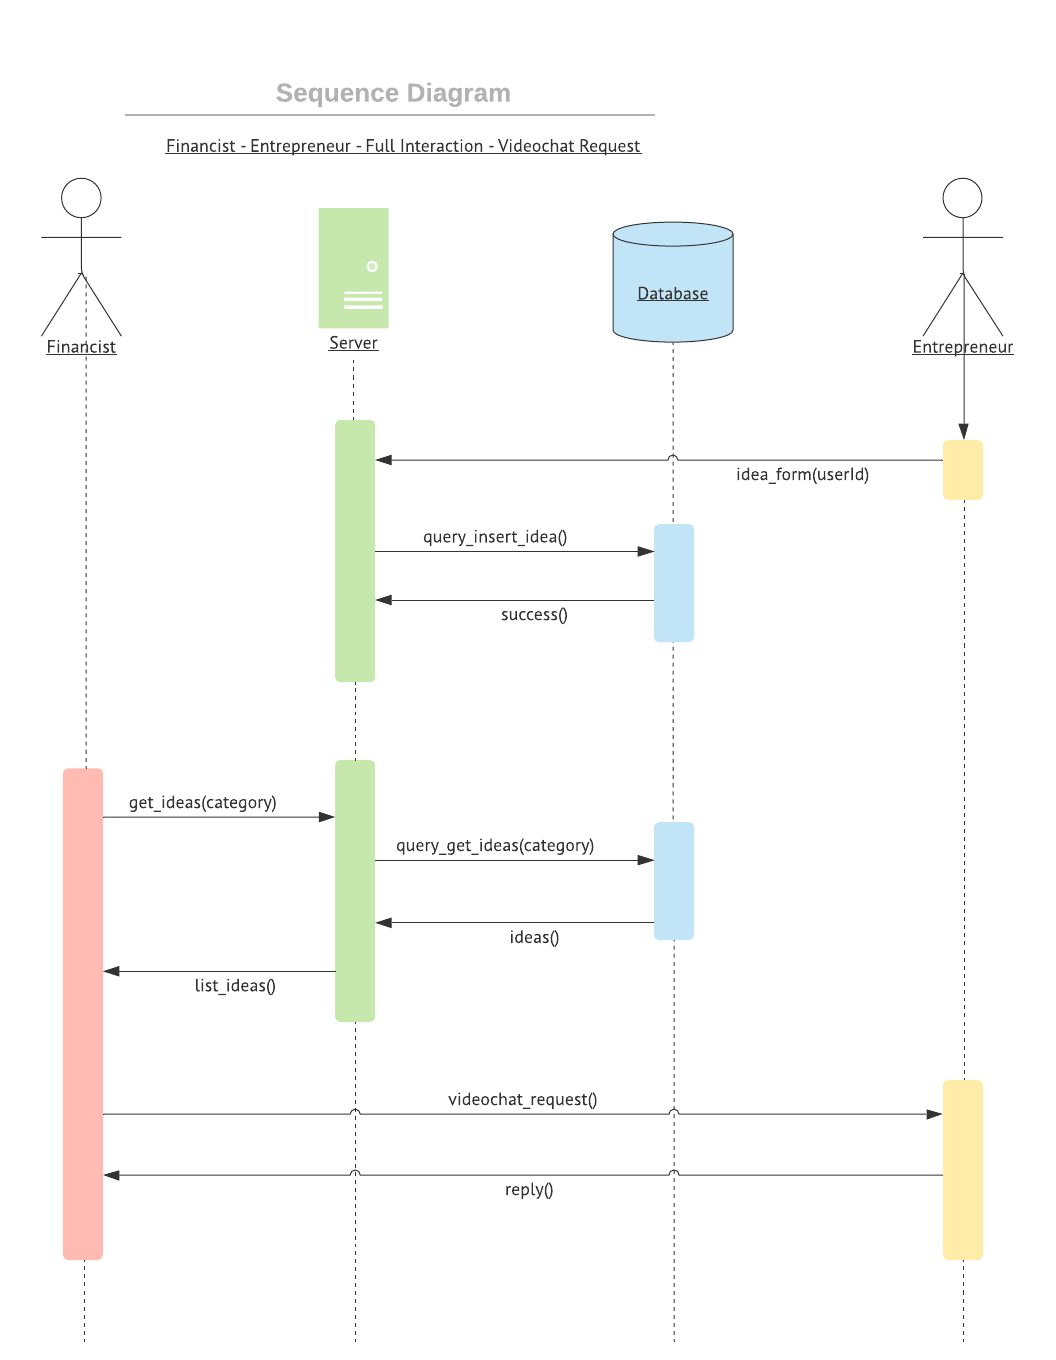 Sequence Diagram
Financist - Entrepreneur - Full Interaction - Videochat Request
Database
Server
Financist
Entrepreneur
idea_form(userId)
query_insert_idea()
success()
get_ideas(category)
query_get_ideas(category)
ideas()
list_ideas()
videochat_request()
reply()